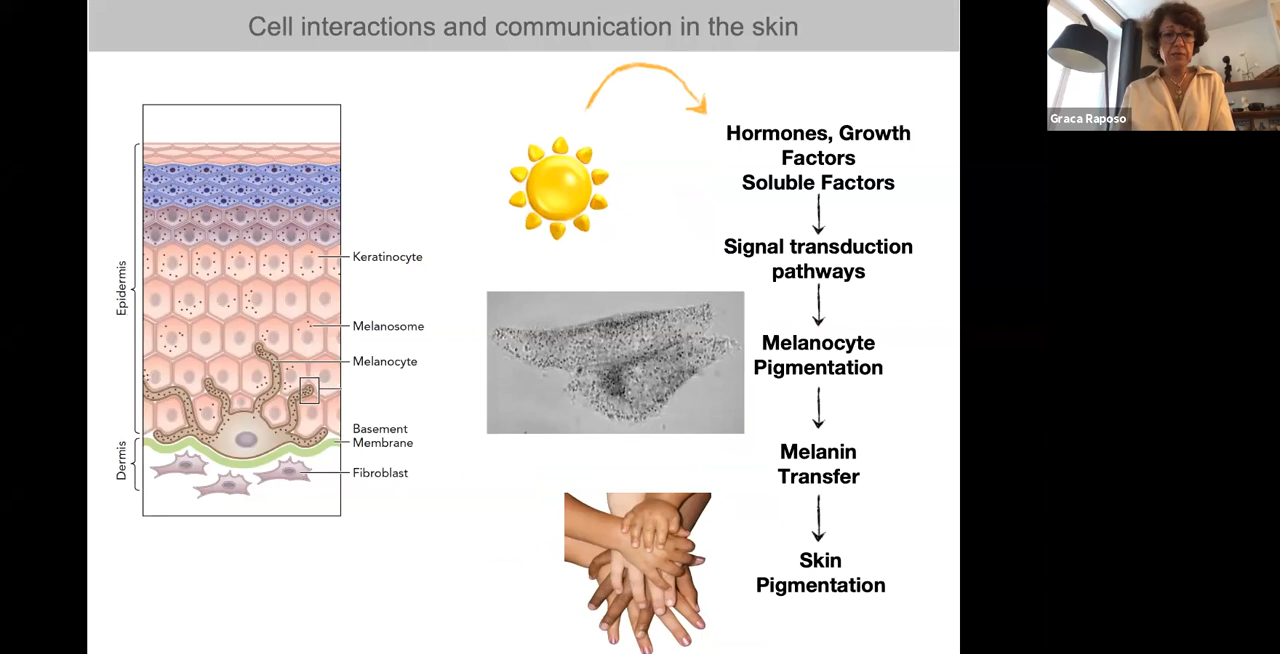 Cell interactions and communication in the skin
Graca Raposo
Epidermis
Dermis
Keratinocyte
Melanosome
Melanocyte
Basement
Membrane
Fibroblast
Hormones, Growth
Factors
Soluble Factors
Signal transduction
pathways
Melanocyte
Pigmentation
Melanin
Transfer
Skin
Pigmentation